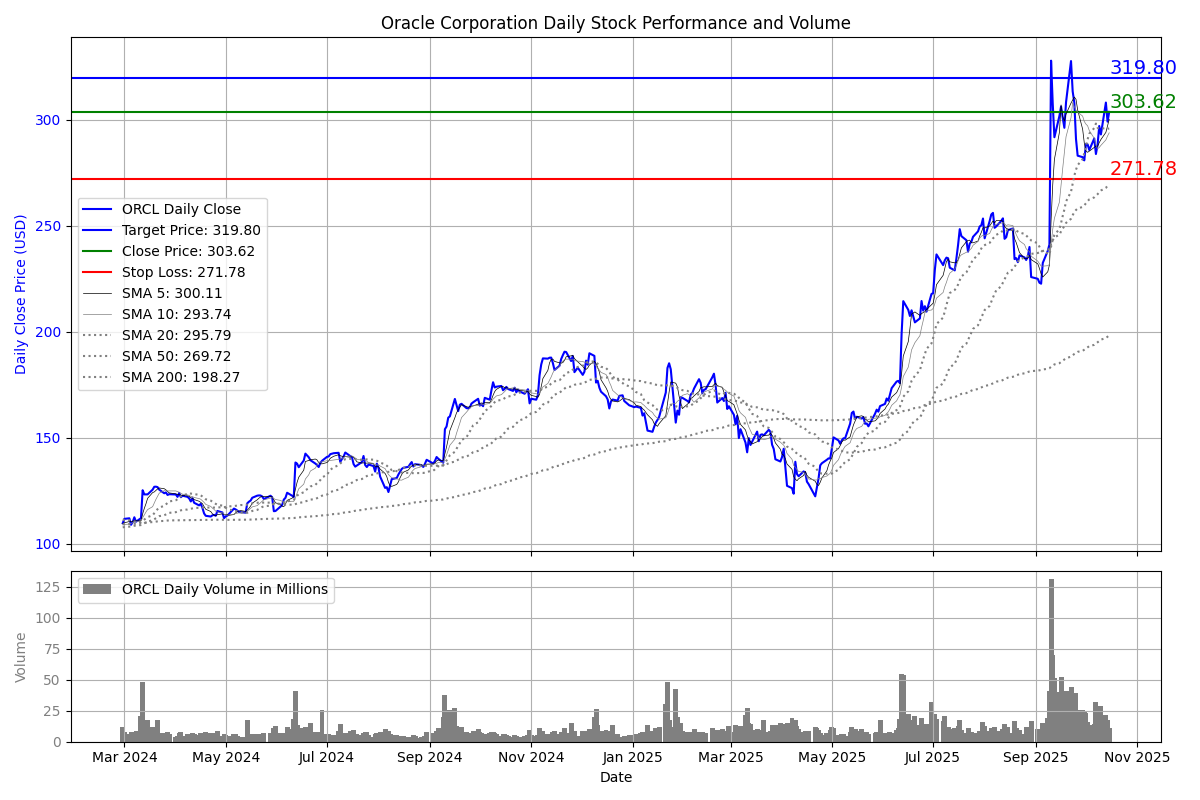 Oracle Corporation Daily Stock Performance and Volume
Daily Close Price (USD)
300
250
200
150
100
319.80
303.62
271.78
ORCL Daily Close
Target Price: 319.80
Close Price: 303.62
Stop Loss: 271.78
SMA 5: 300.11
SMA 10: 293.74
SMA 20: 295.79
SMA 50: 269.72
SMA 200: 198.27
Volume
125
100
75
50
25
0
ORCL Daily Volume in Millions
Mar 2024 May 2024 Jul 2024 Sep 2024 Nov 2024 Jan 2025 Mar 2025 May 2025 Jul 2025 Sep 2025 Nov 2025
Date